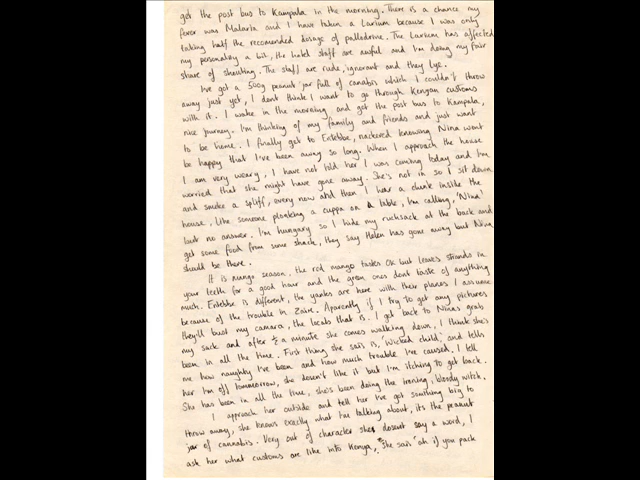 get the post bus to Kampala in the morning. There is a chance my
fever was Malaria and I have taken a Larium because I was only
taking half the recomended dosage of palludrine. The Larium has affected
my personality a bit, the hotel staff are awful and I'm doing my fair
share of shouting. The staff are rude, ignorant and they lye.
I've got a 500g peanut jar full of cannabis which I couldn't throw
away just yet, I dont think I want to go through Kenyan customs
with it. I wake in the morning and get the post bus to Kampala,
nice journey. I'm thinking of my family and friends and just want
to be home. I finally get to Entebbe, nackered knowing Nina wont
be happy that I've been away so long. When I approach the house
I am very weary, I have not told her I was coming today and I'm
worried that she might have gone away. She's not in so I sit down
and smoke a spliff, every now and then I hear a clunk inside the
house, like someone plonking a cuppa on a table, I'm calling, 'Nina'
but no answer. I'm hungary so I hide my rucksack at the back and
get some food from some shack, they say Helen has gone away but Nina
should be there.
It is mango season. the red mango tastes OK but leaves strands in
your teeth for a good hour and the green ones dont taste of anything
much. Entebbe is different, the yanks are here with their planes I assume
because of the trouble in Zaire. Aparently if I try to get any pictures
they'll bust my camara, the locals that is. I get back to Ninas grab
my sack and after ½ a minute she comes walking down, I think she's
been in all the time. First thing she sais is, 'Wicked child' and tells
me how naughty I've been and how much trouble I've caused. I tell
her I'm off tommorrow, she doesn't like it but I'm itching to get back.
She has been in all the time, she's been doing the ironing, bloody witch.
I approach her outside and tell her I've got somthing big to
throw away, she knows exactly what I'm talking about, its the peanut
jar of cannabis. Very out of character she doesnt say a word, I
ask her what customs are like into Kenya, she sais 'oh if you pack